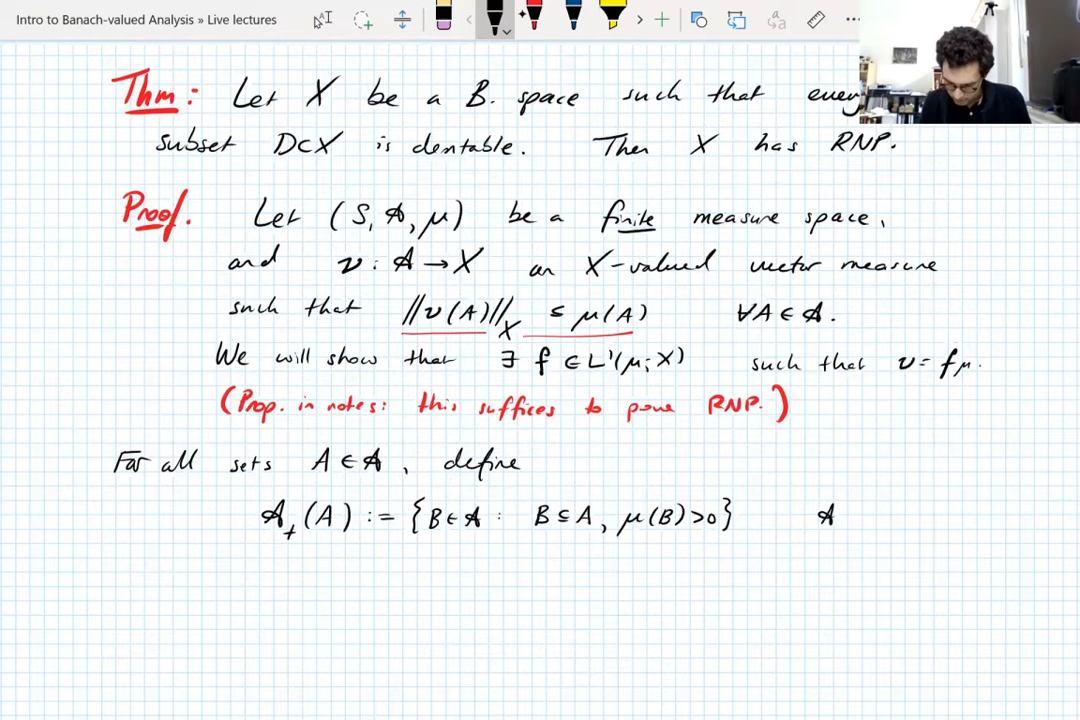 Intro to Banach-valued Analysis » Live lectures
Thm: Let X be a B. space such that every
subset D⊂X is dentable. Then X has RNP.
Proof. Let (S, 𝒜, μ) be a finite measure space,
and ν : 𝒜 → X an X-valued vector measure
such that ||ν(A)||_X ≤ μ(A) ∀A ∈ 𝒜.
We will show that ∃ f ∈ L¹(μ; X) such that ν = fμ.
(Prop. in notes: this suffices to prove RNP.)
For all sets A ∈ 𝒜, define
𝒜₊(A) := {B ∈ 𝒜 : B ⊆ A, μ(B) > 0} 𝒜